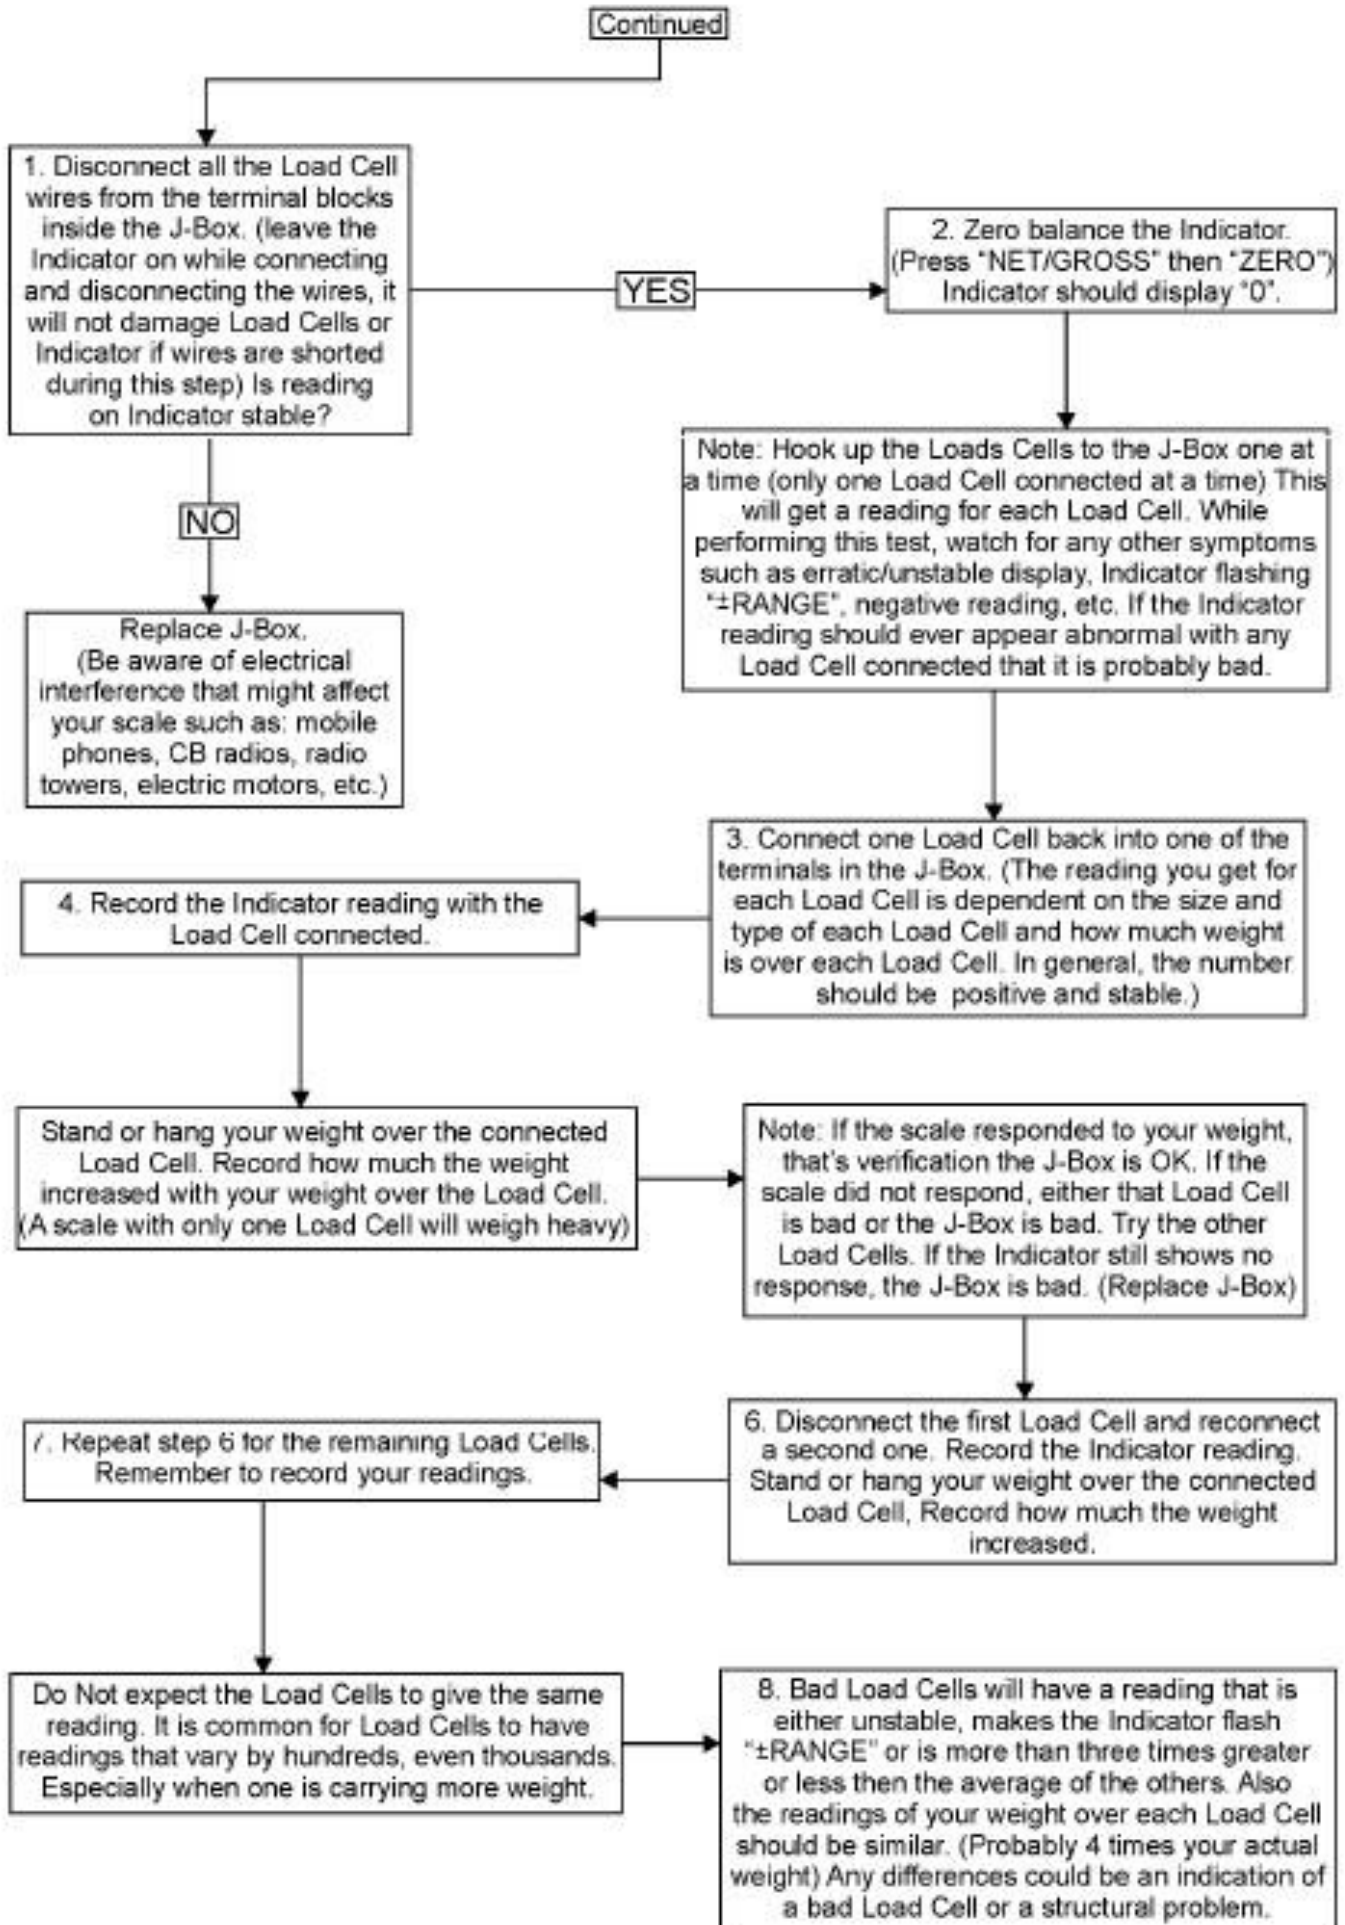 Continued
1. Disconnect all the Load Cell
wires from the terminal blocks
inside the J-Box. (leave the
Indicator on while connecting
and disconnecting the wires, it
will not damage Load Cells or
Indicator if wires are shorted
during this step) Is reading
on Indicator stable?
YES
2. Zero balance the Indicator.
(Press "NET/GROSS" then "ZERO")
Indicator should display "0".
NO
Replace J-Box.
(Be aware of electrical
interference that might affect
your scale such as: mobile
phones, CB radios, radio
towers, electric motors, etc.)
Note: Hook up the Loads Cells to the J-Box one at
a time (only one Load Cell connected at a time) This
will get a reading for each Load Cell. While
performing this test, watch for any other symptoms
such as erratic/unstable display, Indicator flashing
"±RANGE", negative reading, etc. If the Indicator
reading should ever appear abnormal with any
Load Cell connected that it is probably bad.
3. Connect one Load Cell back into one of the
terminals in the J-Box. (The reading you get for
each Load Cell is dependent on the size and
type of each Load Cell and how much weight
is over each Load Cell. In general, the number
should be positive and stable.)
4. Record the Indicator reading with the
Load Cell connected.
Stand or hang your weight over the connected
Load Cell. Record how much the weight
increased with your weight over the Load Cell.
(A scale with only one Load Cell will weigh heavy)
Note: If the scale responded to your weight,
that's verification the J-Box is OK. If the
scale did not respond, either that Load Cell
is bad or the J-Box is bad. Try the other
Load Cells. If the Indicator still shows no
response, the J-Box is bad. (Replace J-Box)
6. Disconnect the first Load Cell and reconnect
a second one. Record the Indicator reading.
Stand or hang your weight over the connected
Load Cell, Record how much the weight
increased.
7. Repeat step 6 for the remaining Load Cells.
Remember to record your readings.
Do Not expect the Load Cells to give the same
reading. It is common for Load Cells to have
readings that vary by hundreds, even thousands.
Especially when one is carrying more weight.
8. Bad Load Cells will have a reading that is
either unstable, makes the Indicator flash
"±RANGE" or is more than three times greater
or less then the average of the others. Also
the readings of your weight over each Load Cell
should be similar. (Probably 4 times your actual
weight) Any differences could be an indication of
a bad Load Cell or a structural problem.